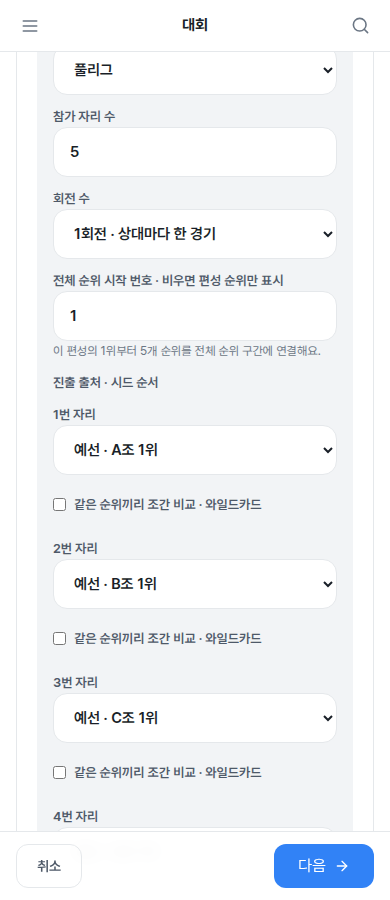 대회
풀리그
참가 자리 수
5
회전 수
1회전 · 상대마다 한 경기
전체 순위 시작 번호 · 비우면 편성 순위만 표시
1
이 편성의 1위부터 5개 순위를 전체 순위 구간에 연결해요.
진출 출처 · 시드 순서
1번 자리
예선 · A조 1위
같은 순위끼리 조간 비교 · 와일드카드
2번 자리
예선 · B조 1위
같은 순위끼리 조간 비교 · 와일드카드
3번 자리
예선 · C조 1위
같은 순위끼리 조간 비교 · 와일드카드
4번 자리
취소
다음